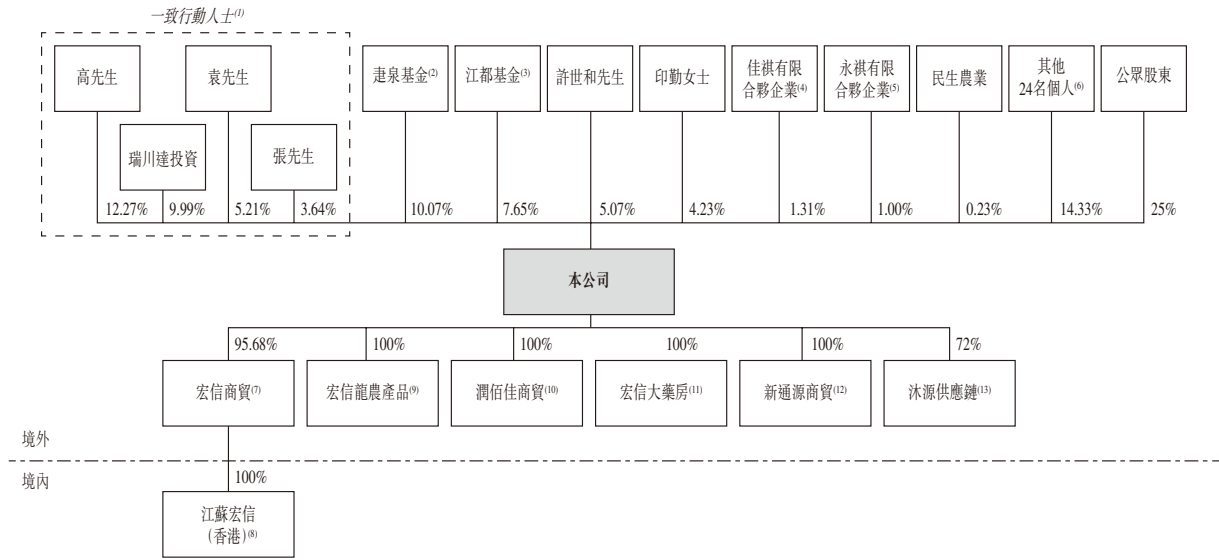 一致行動人士(1)
高先生
袁先生
疌泉基金(2)
江都基金(3)
許世和先生
印勤女士
佳祺有限
合夥企業(4)
永祺有限
合夥企業(5)
民生農業
其他
24名個人(6)
公眾股東
瑞川達投資
張先生
12.27%
9.99%
5.21%
3.64%
10.07%
7.65%
5.07%
4.23%
1.31%
1.00%
0.23%
14.33%
25%
本公司
95.68%
100%
100%
100%
100%
72%
宏信商貿(7)
宏信龍農產品(9)
潤佰佳商貿(10)
宏信大藥房(11)
新通源商貿(12)
沐源供應鏈(13)
境外
境內
100%
江蘇宏信
(香港)(8)